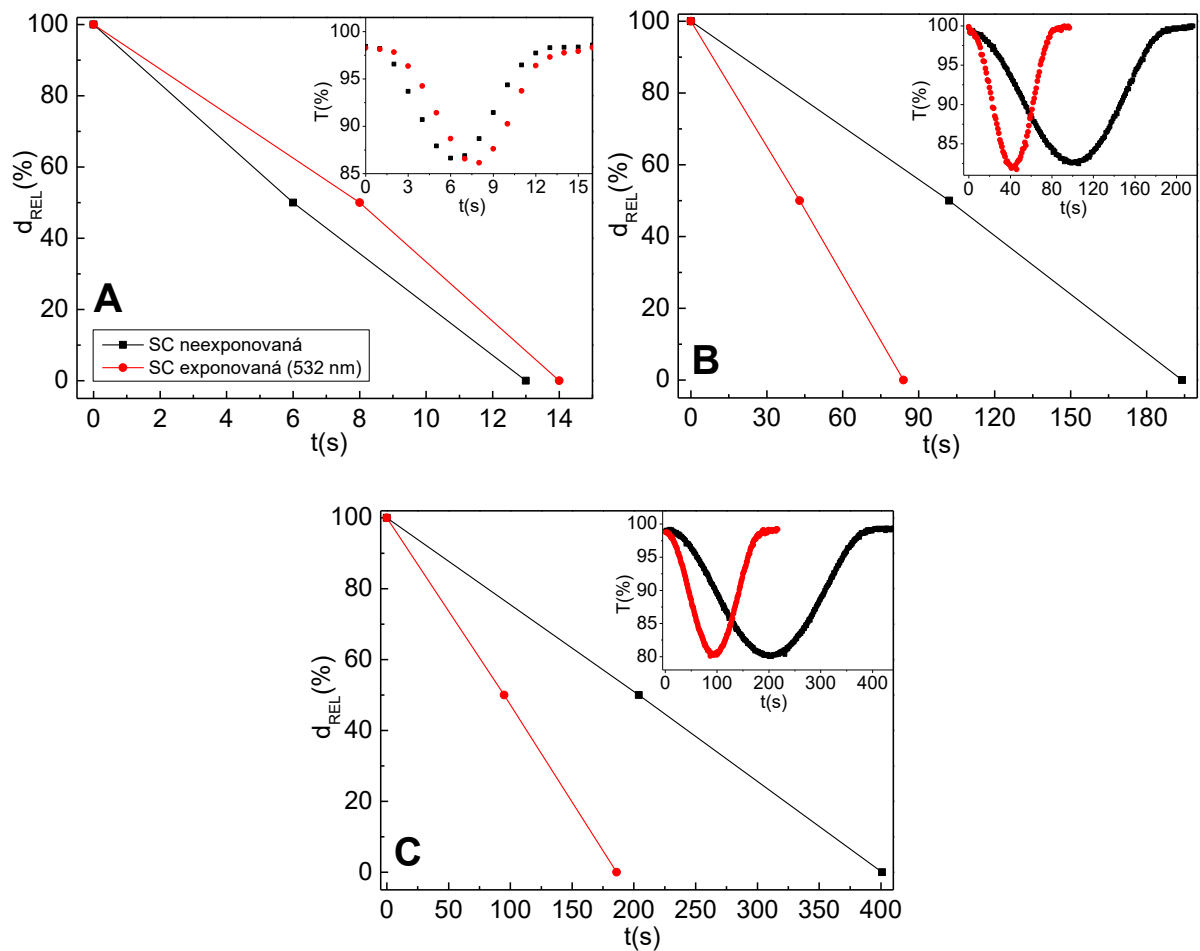 100
80
60
40
20
0
d_REL(%)
0 2 4 6 8 10 12 14
t(s)
A
SC neexponovaná
SC exponovaná (532 nm)
100
95
90
85
T(%)
0 3 6 9 12 15
t(s)
100
80
60
40
20
0
d_REL(%)
0 30 60 90 120 150 180
t(s)
B
100
95
90
85
T(%)
0 40 80 120 160 200
t(s)
100
80
60
40
20
0
d_REL(%)
0 50 100 150 200 250 300 350 400
t(s)
C
100
95
90
85
80
T(%)
0 100 200 300 400
t(s)